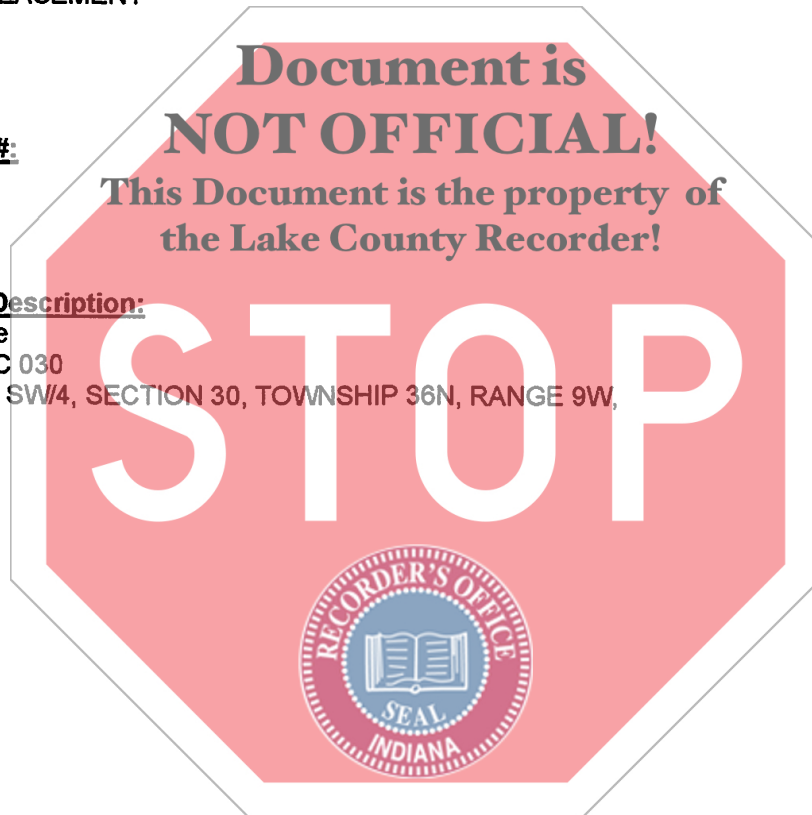 Document is
NOT OFFICIAL!
#:
This Document is the property of
the Lake County Recorder!
Description:
e
C 030
SW/4, SECTION 30, TOWNSHIP 36N, RANGE 9W,
STOP
RECORDER'S OFFICE
SEAL
INDIANA